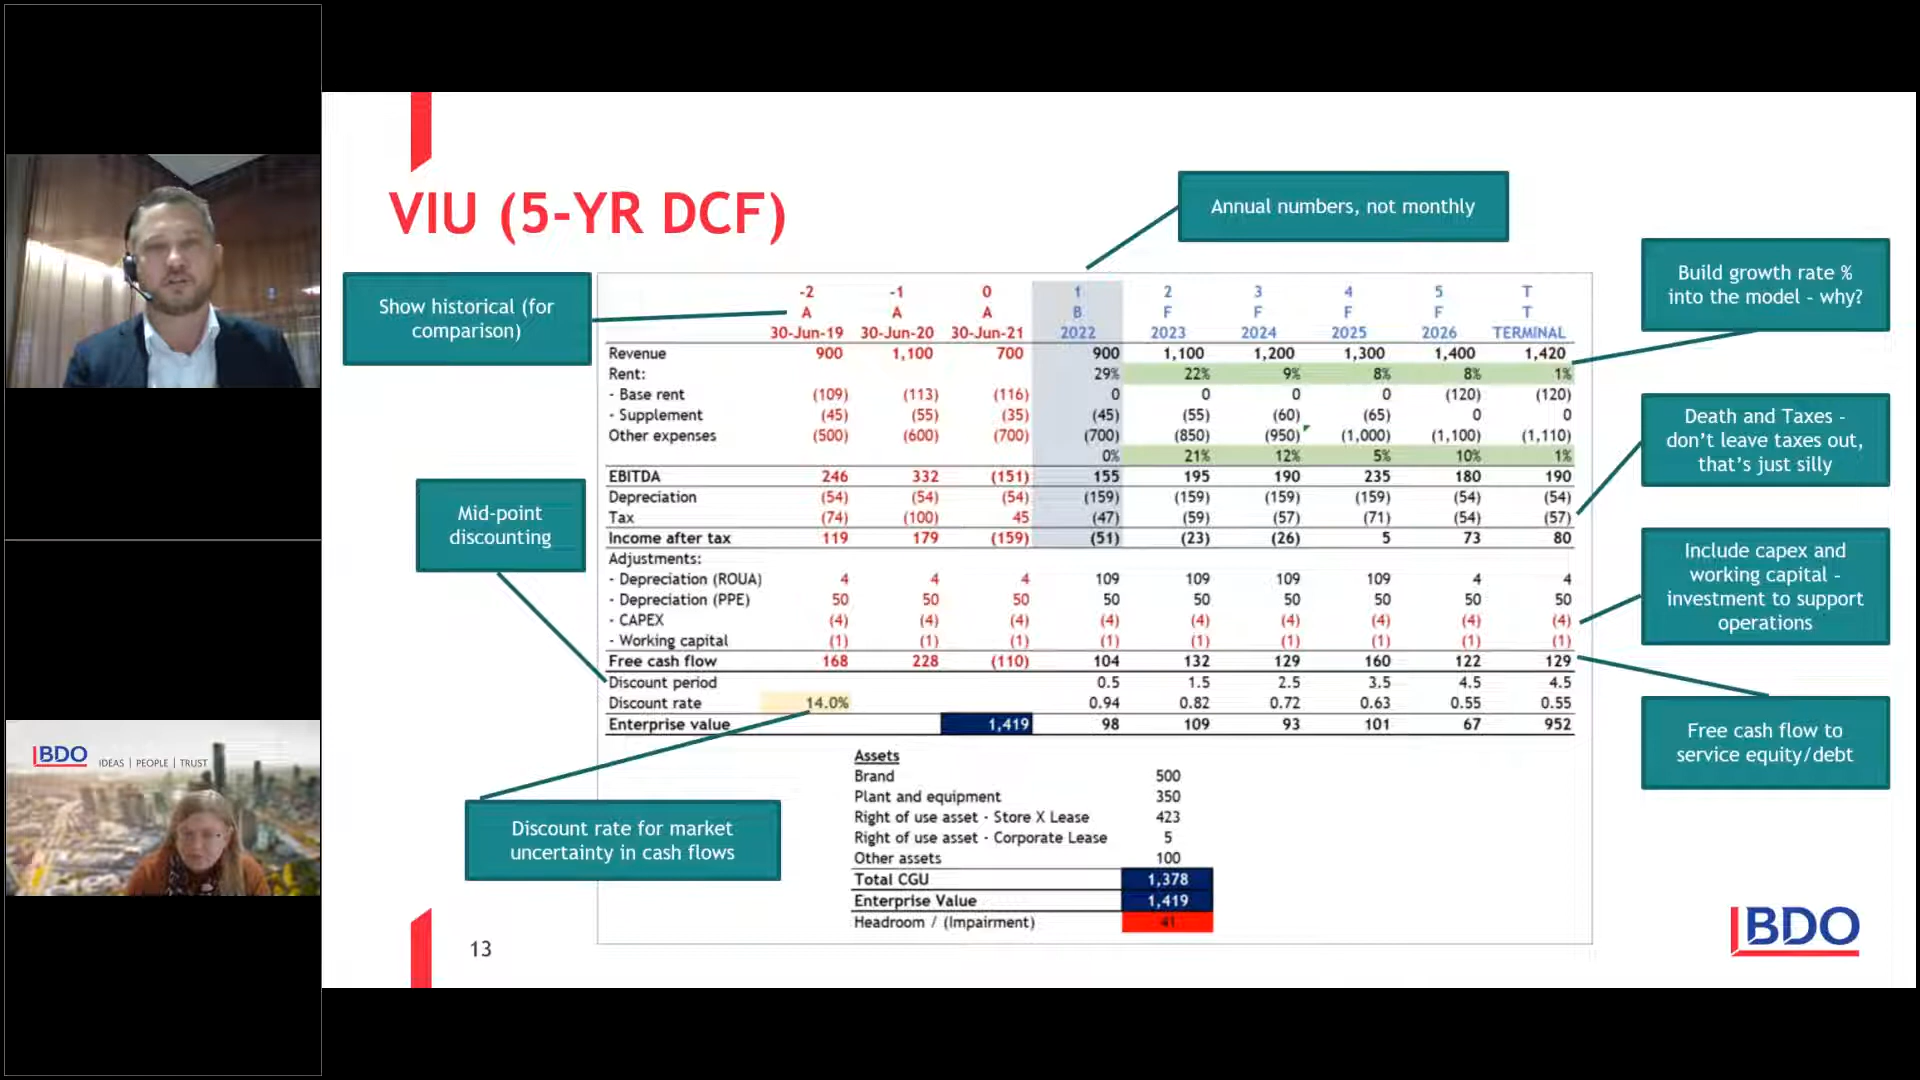 VIU (5-YR DCF)
Annual numbers, not monthly
Build growth rate %
into the model - why?
Show historical (for
comparison)
-2 -1 0 1 2 3 4 5 T
A A A B F F F F T
30-Jun-19 30-Jun-20 30-Jun-21 2022 2023 2024 2025 2026 TERMINAL
Revenue 900 1,100 700 900 1,100 1,200 1,300 1,400 1,420
Rent: 29% 22% 9% 8% 8% 1%
- Base rent (109) (113) (116) 0 0 0 0 (120) (120)
- Supplement (45) (55) (35) (45) (55) (60) (65) 0 0
Other expenses (500) (600) (700) (700) (850) (950) (1,000) (1,100) (1,110)
0% 21% 12% 5% 10% 1%
EBITDA 246 332 (151) 155 195 190 235 180 190
Depreciation (54) (54) (54) (159) (159) (159) (159) (54) (54)
Tax (74) (100) 45 (47) (59) (57) (71) (54) (57)
Income after tax 119 179 (159) (51) (23) (26) 5 73 80
Adjustments:
- Depreciation (ROUA) 4 4 4 109 109 109 109 4 4
- Depreciation (PPE) 50 50 50 50 50 50 50 50 50
- CAPEX (4) (4) (4) (4) (4) (4) (4) (4) (4)
- Working capital (1) (1) (1) (1) (1) (1) (1) (1) (1)
Free cash flow 168 228 (110) 104 132 129 160 122 129
Discount period 0.5 1.5 2.5 3.5 4.5 4.5
Discount rate 14.0% 0.94 0.82 0.72 0.63 0.55 0.55
Enterprise value 1,419 98 109 93 101 67 952
Death and Taxes -
don't leave taxes out,
that's just silly
Mid-point
discounting
Include capex and
working capital -
investment to support
operations
Free cash flow to
service equity/debt
Discount rate for market
uncertainty in cash flows
Assets
Brand 500
Plant and equipment 350
Right of use asset - Store X Lease 423
Right of use asset - Corporate Lease 5
Other assets 100
Total CGU 1,378
Enterprise Value 1,419
Headroom / (Impairment) 41
13
BDO
BDO IDEAS | PEOPLE | TRUST